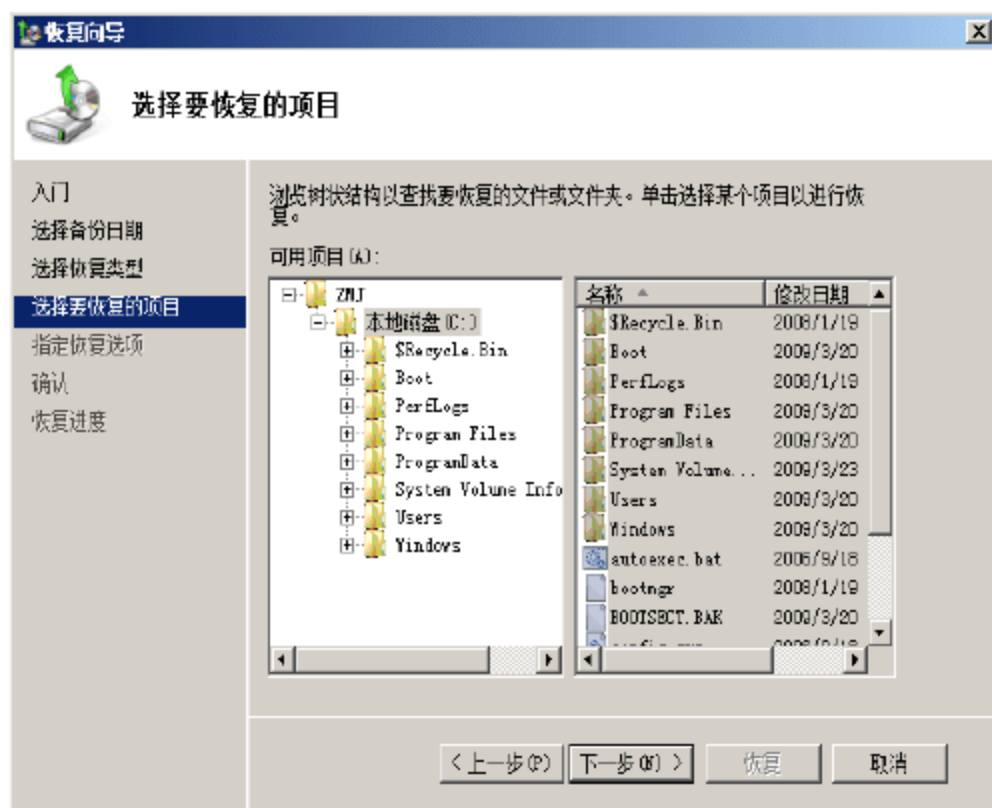 恢复向导
选择要恢复的项目
入门
选择备份日期
选择恢复类型
选择要恢复的项目
指定恢复选项
确认
恢复进度
浏览树状结构以查找要恢复的文件或文件夹。单击选择某个项目以进行恢
复。
可用项目(A):
ZMJ
本地磁盘(C:)
$Recycle.Bin
Boot
PerfLogs
Program Files
ProgramData
System Volume Info
Users
Windows
名称 修改日期
$Recycle.Bin 2008/1/19
Boot 2009/3/20
PerfLogs 2008/1/19
Program Files 2009/3/20
ProgramData 2009/3/20
System Volume... 2009/3/23
Users 2009/3/20
Windows 2009/3/20
autoexec.bat 2006/9/18
bootmgr 2008/1/19
BOOTSECT.BAK 2009/3/20
<上一步(P)
下一步(N) >
恢复
取消